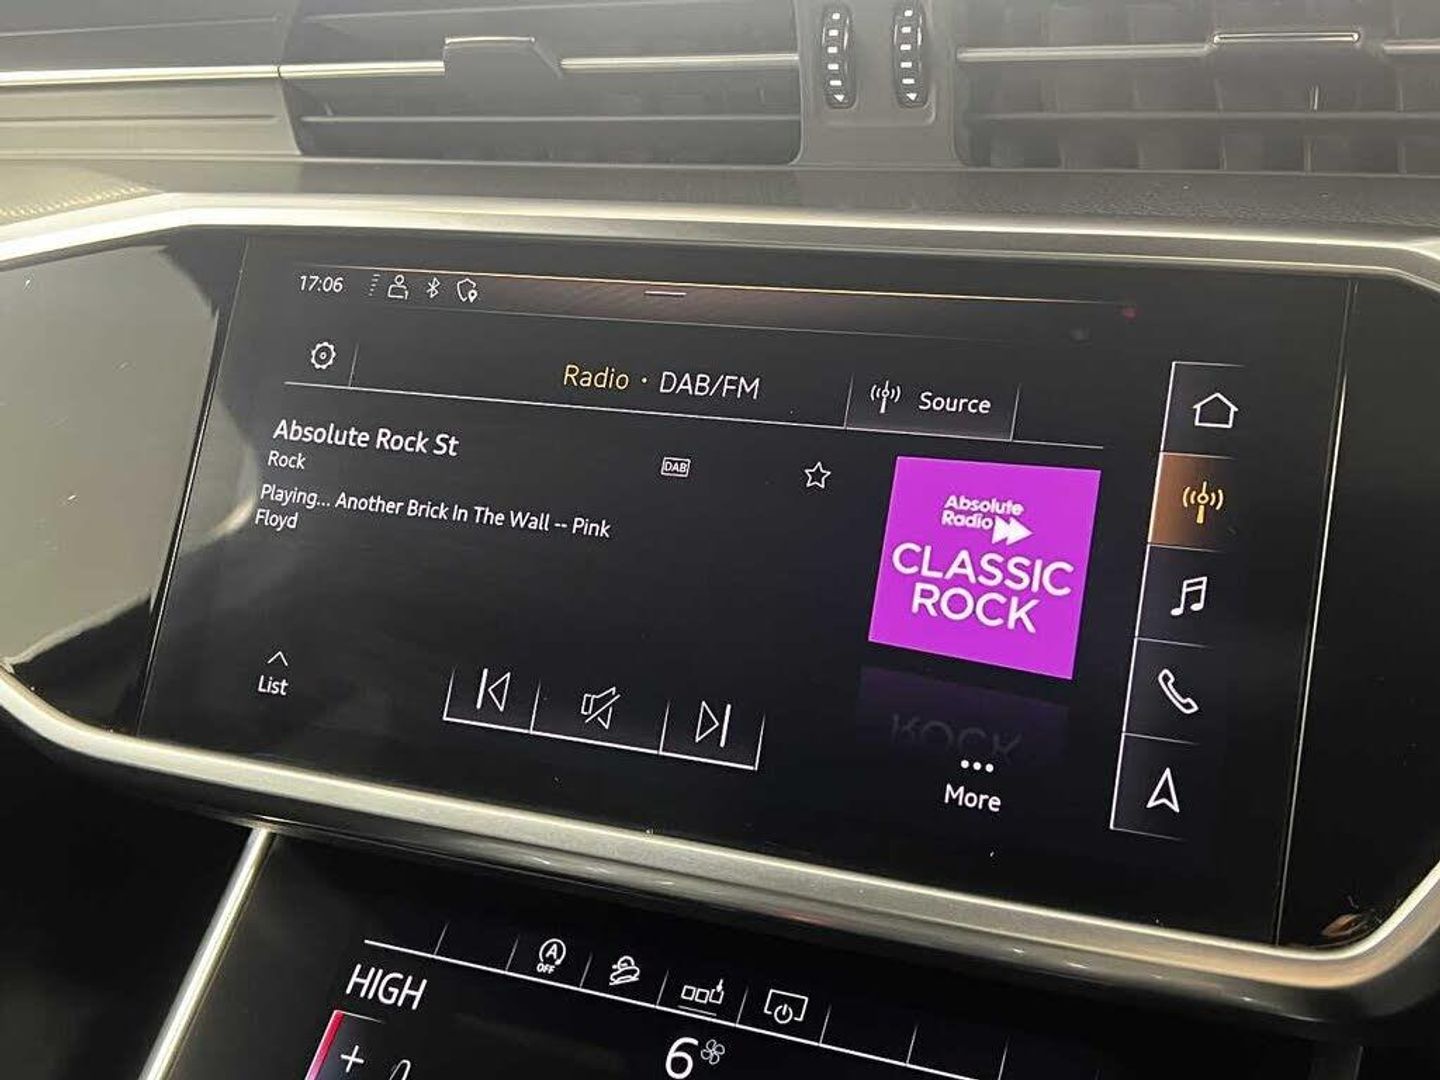 17:06
Radio · DAB/FM
Source
Absolute Rock St
Rock
DAB
Playing... Another Brick In The Wall -- Pink
Floyd
Absolute
Radio
CLASSIC
ROCK
List
More
A
OFF
HIGH
6
+